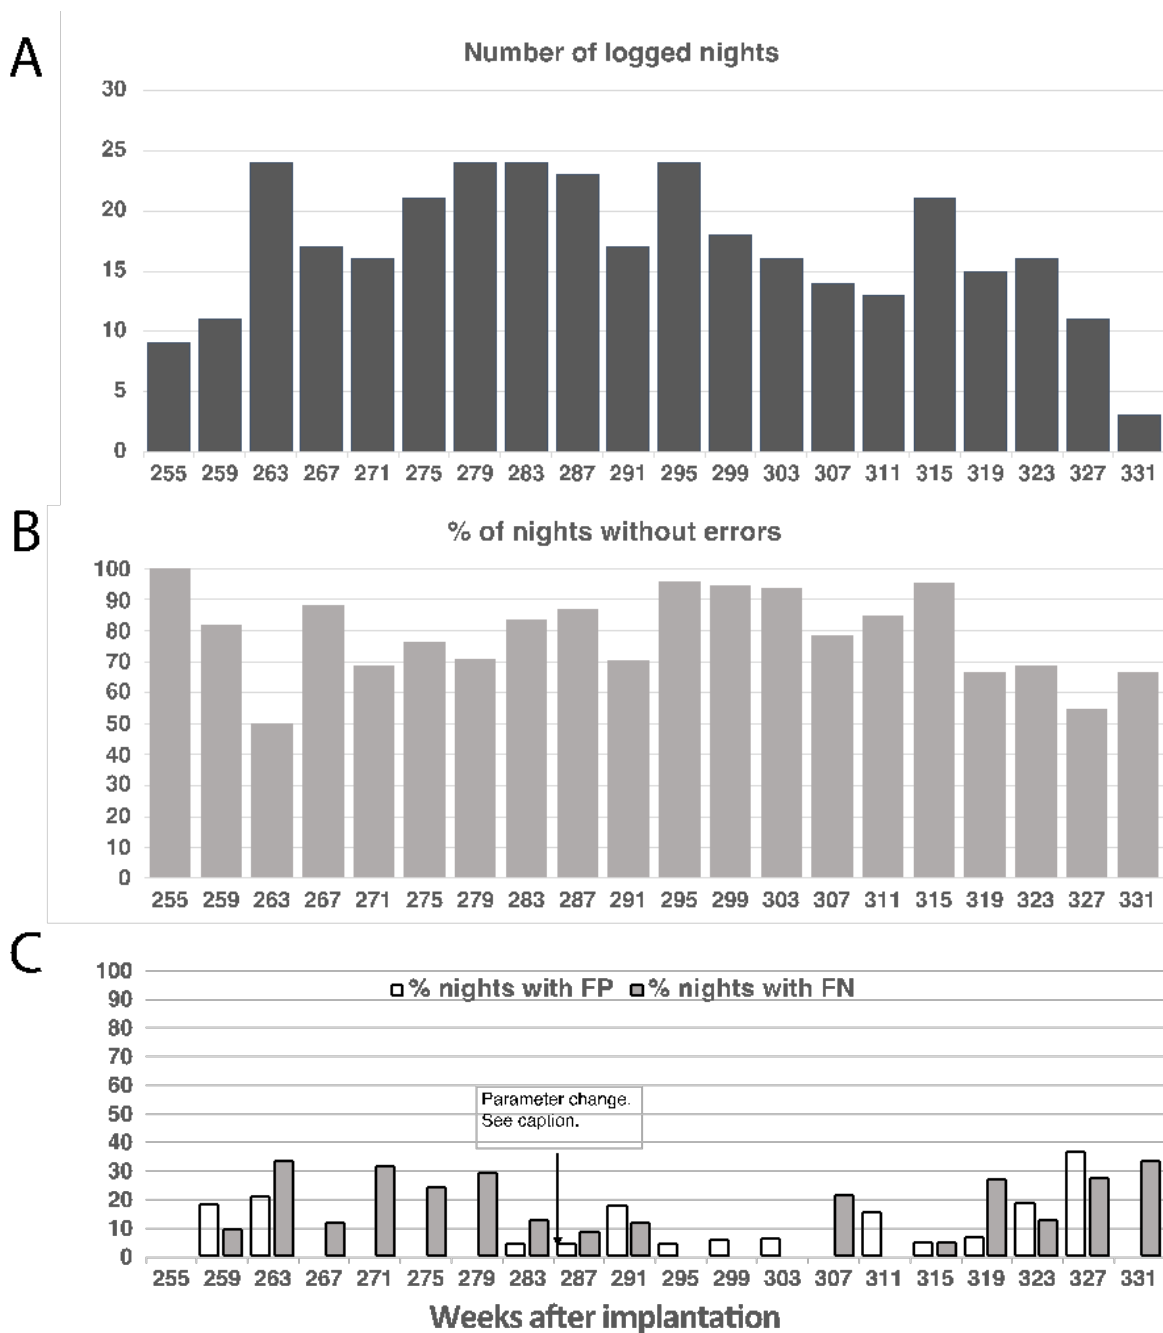 A
Number of logged nights
30
25
20
15
10
5
0
255 259 263 267 271 275 279 283 287 291 295 299 303 307 311 315 319 323 327 331
B
% of nights without errors
100
90
80
70
60
50
40
30
20
10
0
255 259 263 267 271 275 279 283 287 291 295 299 303 307 311 315 319 323 327 331
C
100
% nights with FP % nights with FN
90
80
70
60
Parameter change.
50
See caption.
40
30
20
10
0
255 259 263 267 271 275 279 283 287 291 295 299 303 307 311 315 319 323 327 331
Weeks after implantation